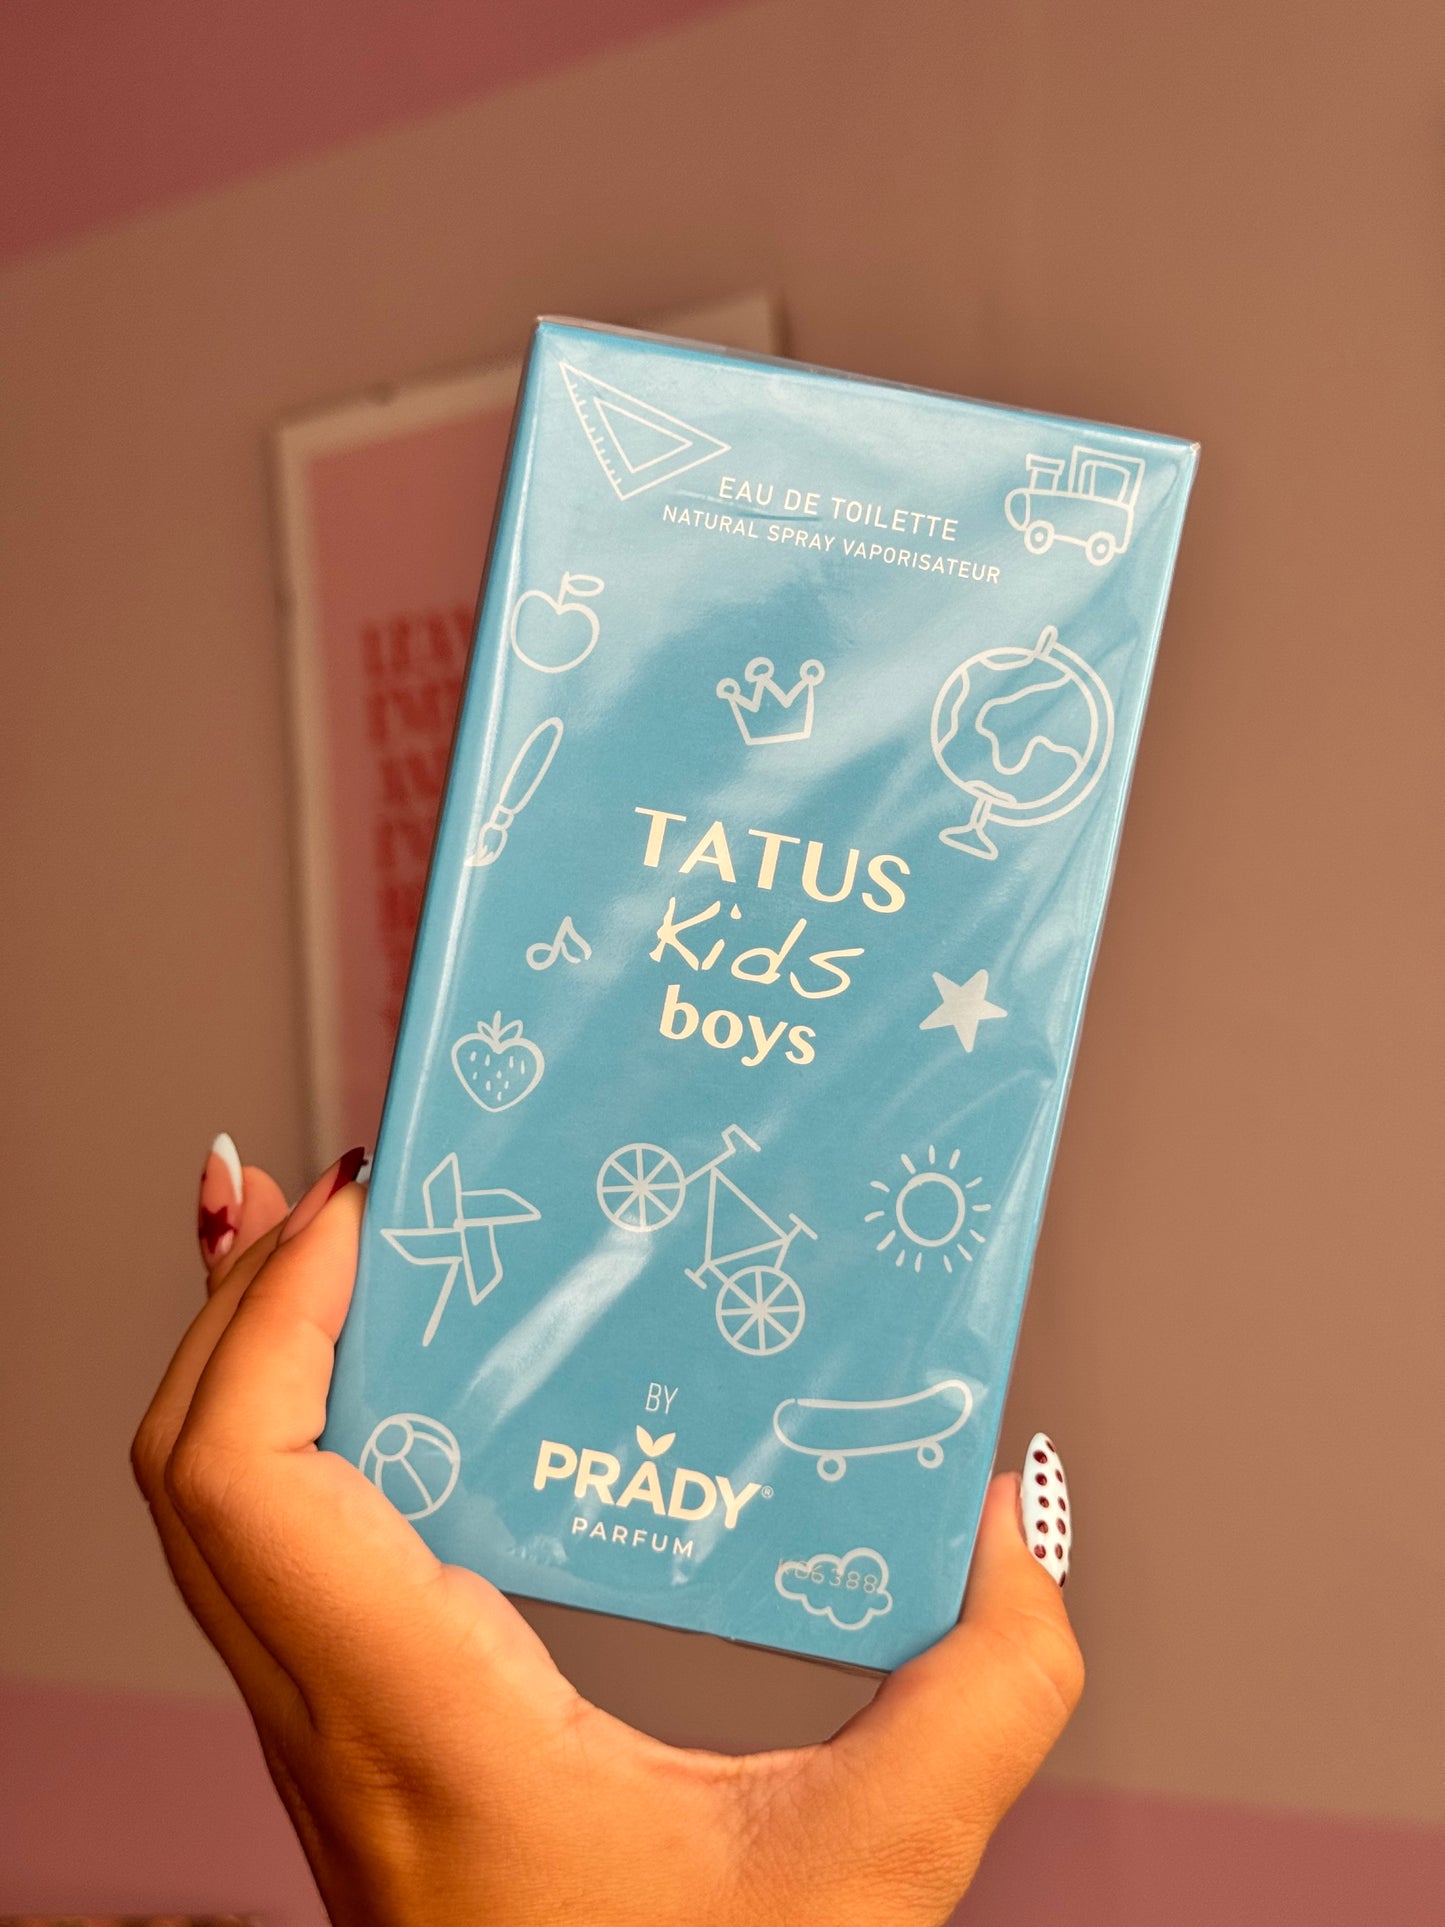 EAU DE TOILETTE
NATURAL SPRAY VAPORISATEUR
TATUS
Kids
boys
BY
PRADY®
PARFUM